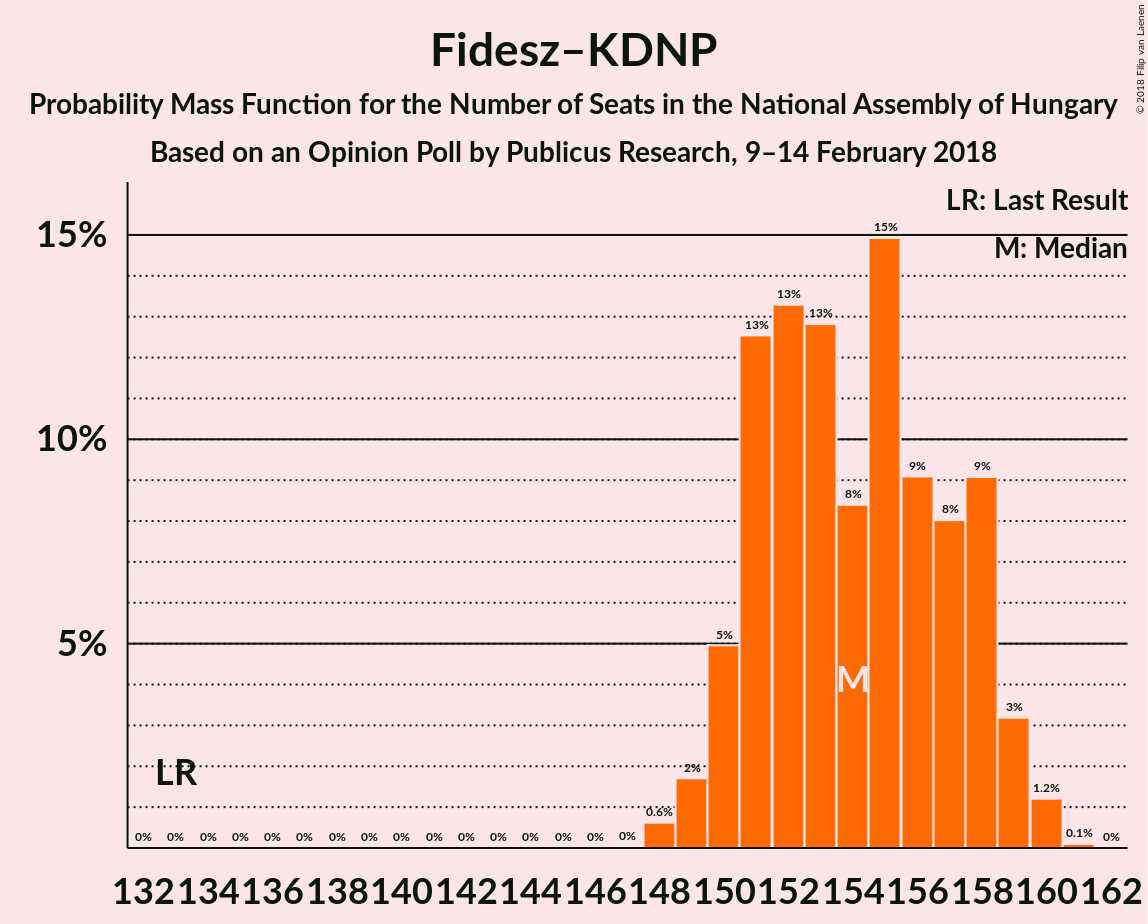 Fidesz–KDNP
Probability Mass Function for the Number of Seats in the National Assembly of Hungary
Based on an Opinion Poll by Publicus Research, 9–14 February 2018
© 2018 Filip van Laenen
LR: Last Result
M: Median
15%
10%
5%
15%
13%
13%
13%
9%
9%
8%
8%
5%
3%
2%
1.2%
0.6%
0.1%
0% 0% 0% 0% 0% 0% 0% 0% 0% 0% 0% 0% 0% 0% 0% 0% 0%
LR
M
132 134 136 138 140 142 144 146 148 150 152 154 156 158 160 162